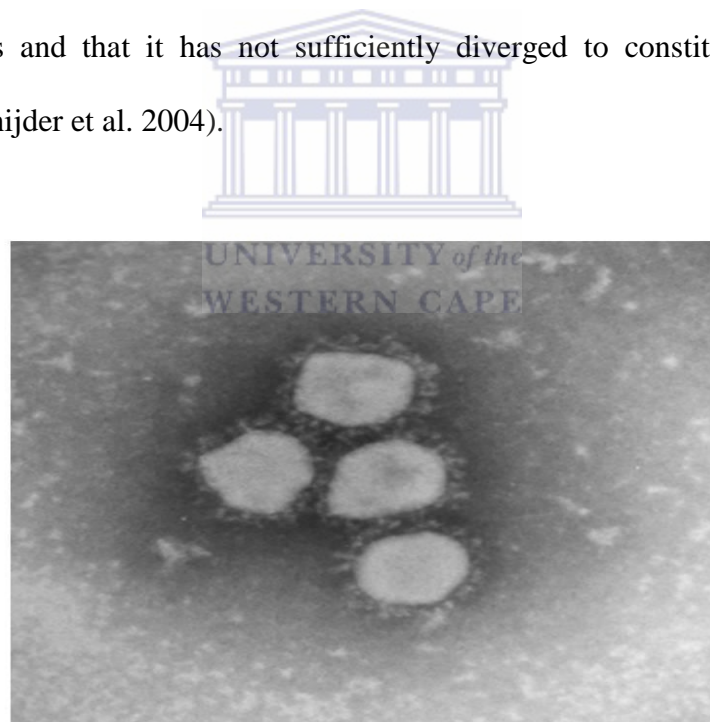 s and that it has not sufficiently diverged to constit
ijder et al. 2004).
UNIVERSITY of the
WESTERN CAPE